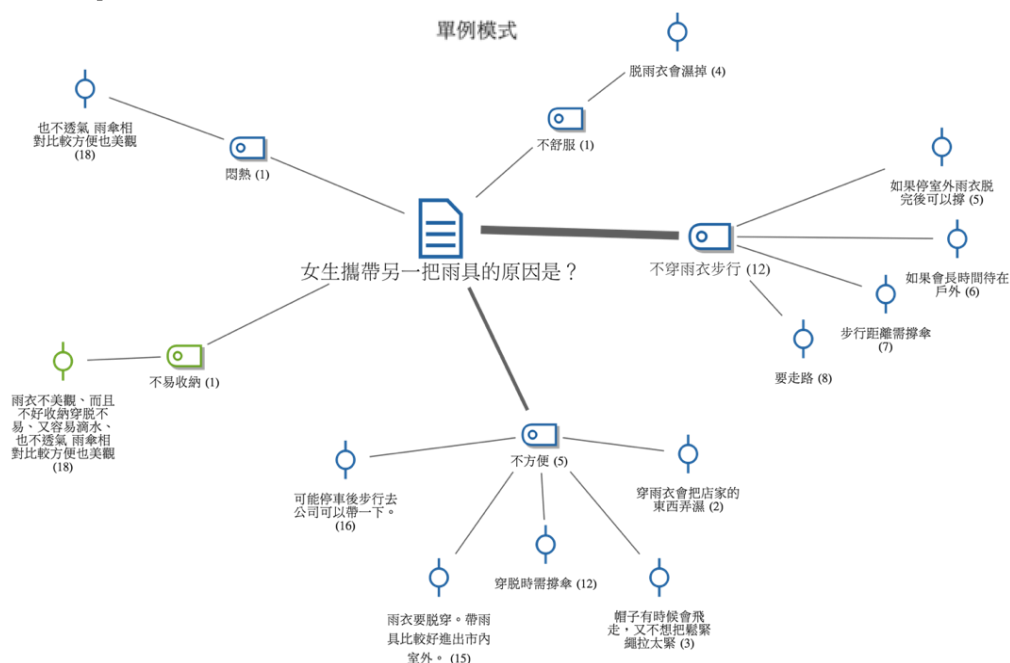 單例模式
脱雨衣會濕掉 (4)
也不透氣 雨傘相
對比較方便也美觀
(18)
不舒服 (1)
悶熱 (1)
如果停室外雨衣脱
完後可以撐 (5)
不穿雨衣步行 (12)
女生攜帶另一把雨具的原因是？
如果會長時間待在
戶外 (6)
步行距離需撐傘
(7)
要走路 (8)
不易收納 (1)
雨衣不美觀、而且
不好收納穿脱不
易、又容易滴水、
也不透氣 雨傘相
對比較方便也美觀
(18)
不方便 (5)
可能停車後步行去
公司可以帶一下。
(16)
穿雨衣會把店家的
東西弄濕 (2)
穿脱時需撐傘 (12)
雨衣要脱穿。帶雨
具比較好進出市內
室外。 (15)
帽子有時候會飛
走，又不想把鬆緊
繩拉太緊 (3)